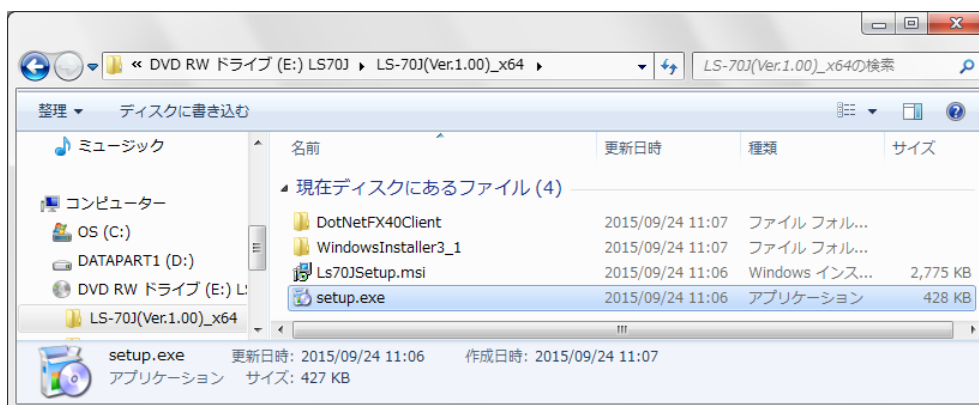 « DVD RW ドライブ (E:) LS70J ▸ LS-70J(Ver.1.00)_x64 ▸
LS-70J(Ver.1.00)_x64の検索
整理 ▼ ディスクに書き込む
ミュージック
コンピューター
OS (C:)
DATAPART1 (D:)
DVD RW ドライブ (E:) L
LS-70J(Ver.1.00)_x64
名前 更新日時 種類 サイズ
現在ディスクにあるファイル (4)
DotNetFX40Client 2015/09/24 11:07 ファイル フォル...
WindowsInstaller3_1 2015/09/24 11:07 ファイル フォル...
Ls70JSetup.msi 2015/09/24 11:06 Windows インス... 2,775 KB
setup.exe 2015/09/24 11:06 アプリケーション 428 KB
setup.exe 更新日時: 2015/09/24 11:06 作成日時: 2015/09/24 11:07
アプリケーション サイズ: 427 KB